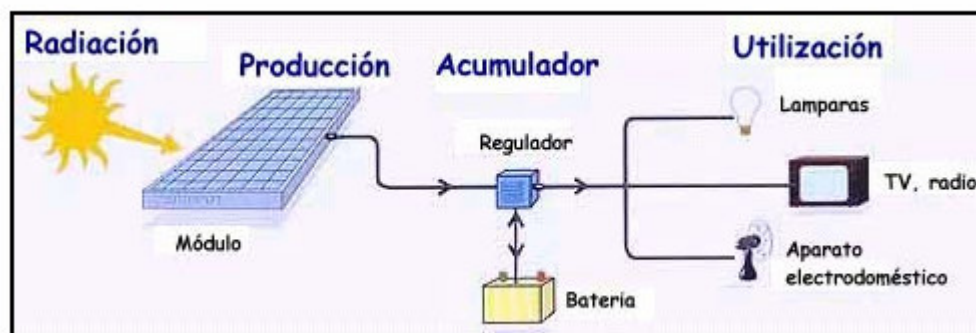 Radiación
Producción
Acumulador
Utilización
Lamparas
Regulador
TV, radio
Módulo
Aparato
electrodoméstico
Bateria